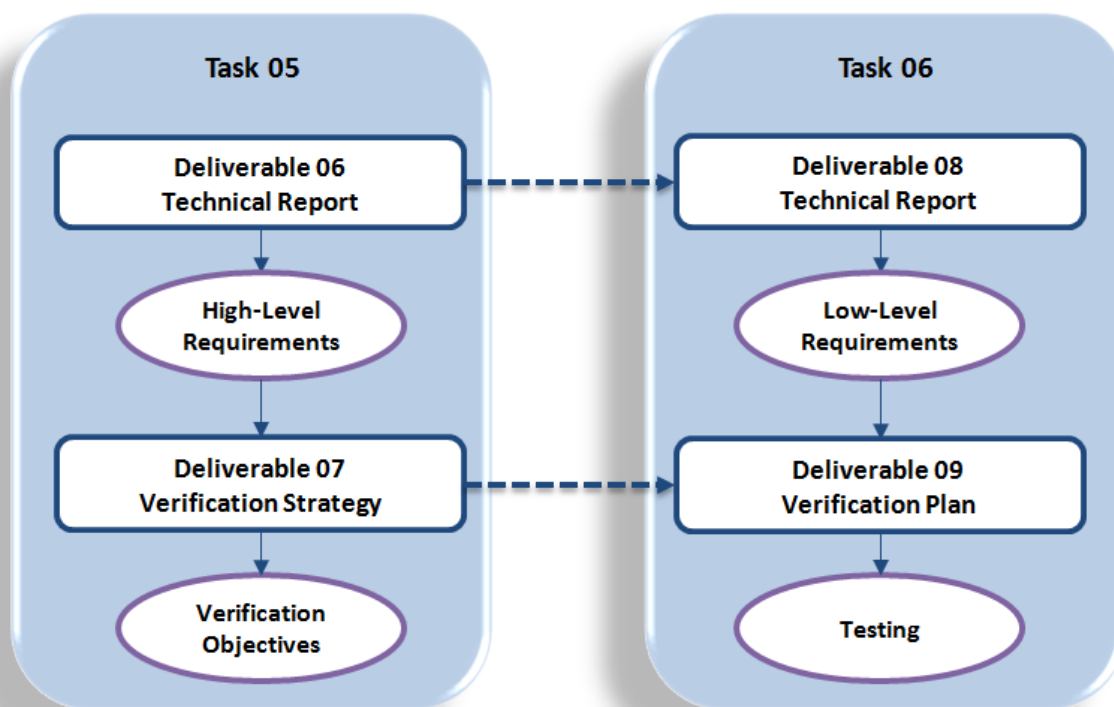 Task 05
Deliverable 06
Technical Report
High-Level
Requirements
Deliverable 07
Verification Strategy
Verification
Objectives
Task 06
Deliverable 08
Technical Report
Low-Level
Requirements
Deliverable 09
Verification Plan
Testing